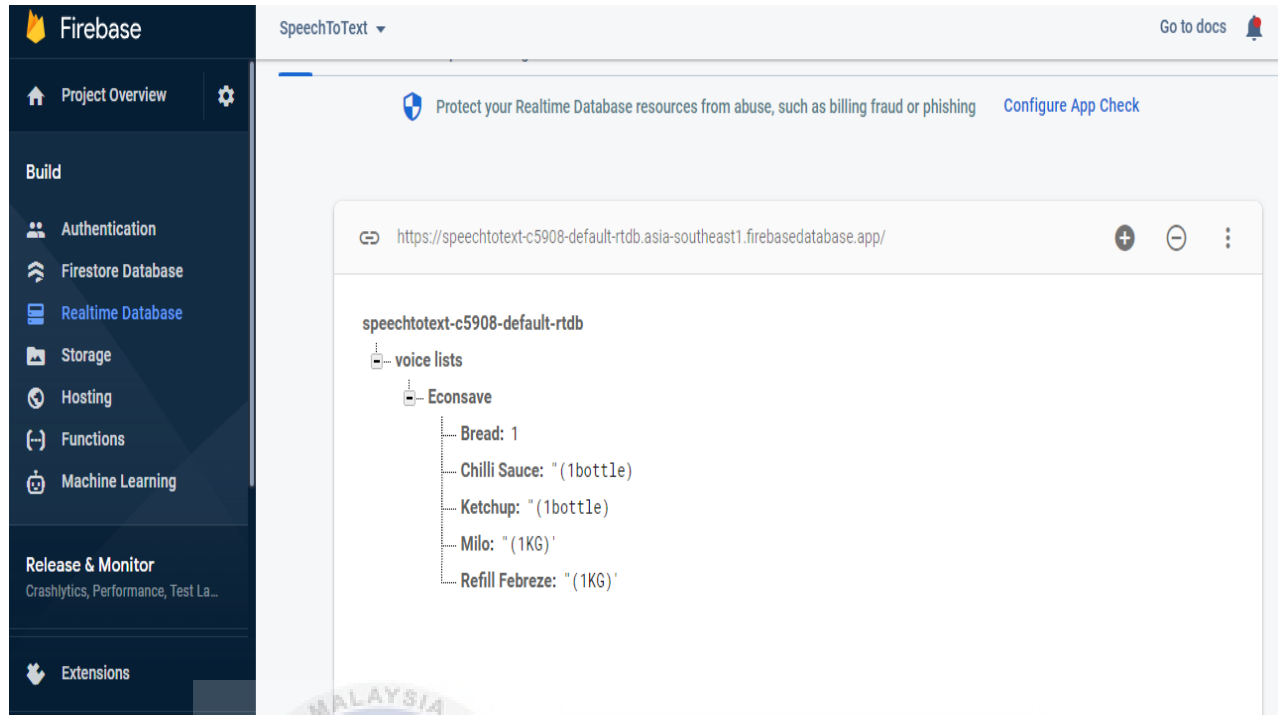 Firebase
SpeechToText
Go to docs
Project Overview
Protect your Realtime Database resources from abuse, such as billing fraud or phishing Configure App Check
Build
Authentication
Firestore Database
Realtime Database
Storage
Hosting
Functions
Machine Learning
Release & Monitor
Crashlytics, Performance, Test La...
Extensions
https://speechtotext-c5908-default-rtdb.asia-southeast1.firebasedatabase.app/
speechtotext-c5908-default-rtdb
voice lists
Econsave
Bread: 1
Chilli Sauce: "(1bottle)
Ketchup: "(1bottle)
Milo: "(1KG)'
Refill Febreze: "(1KG)'
MALAYSIA